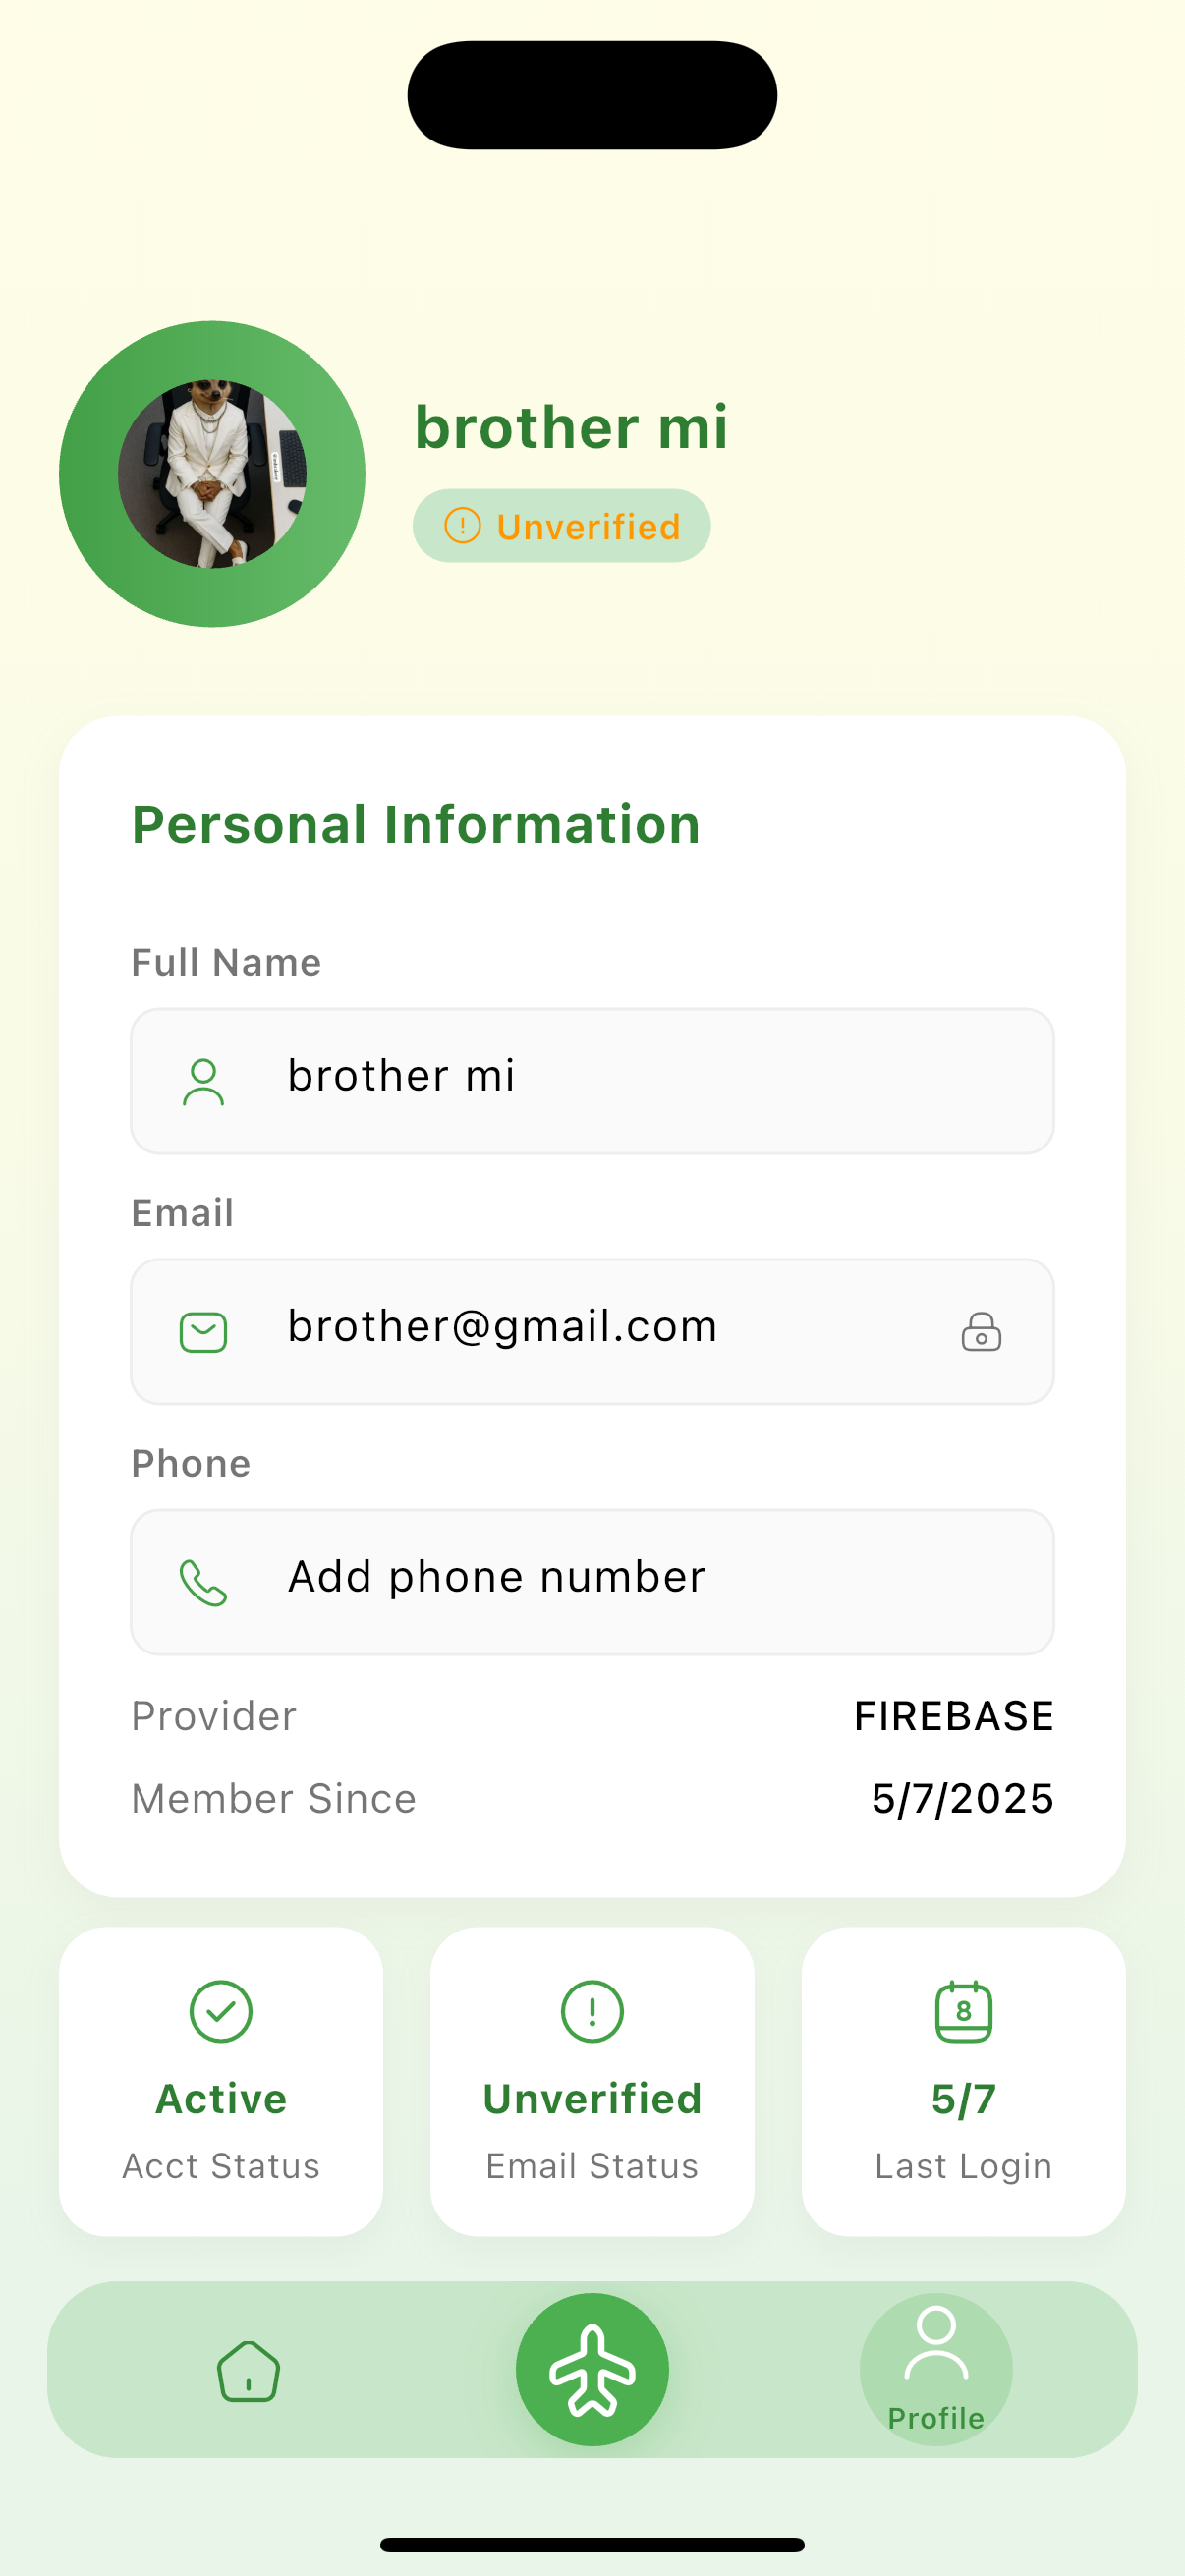 brother mi
Unverified
Personal Information
Full Name
brother mi
Email
brother@gmail.com
Phone
Add phone number
Provider FIREBASE
Member Since 5/7/2025
8
Active Unverified 5/7
Acct Status Email Status Last Login
Profile